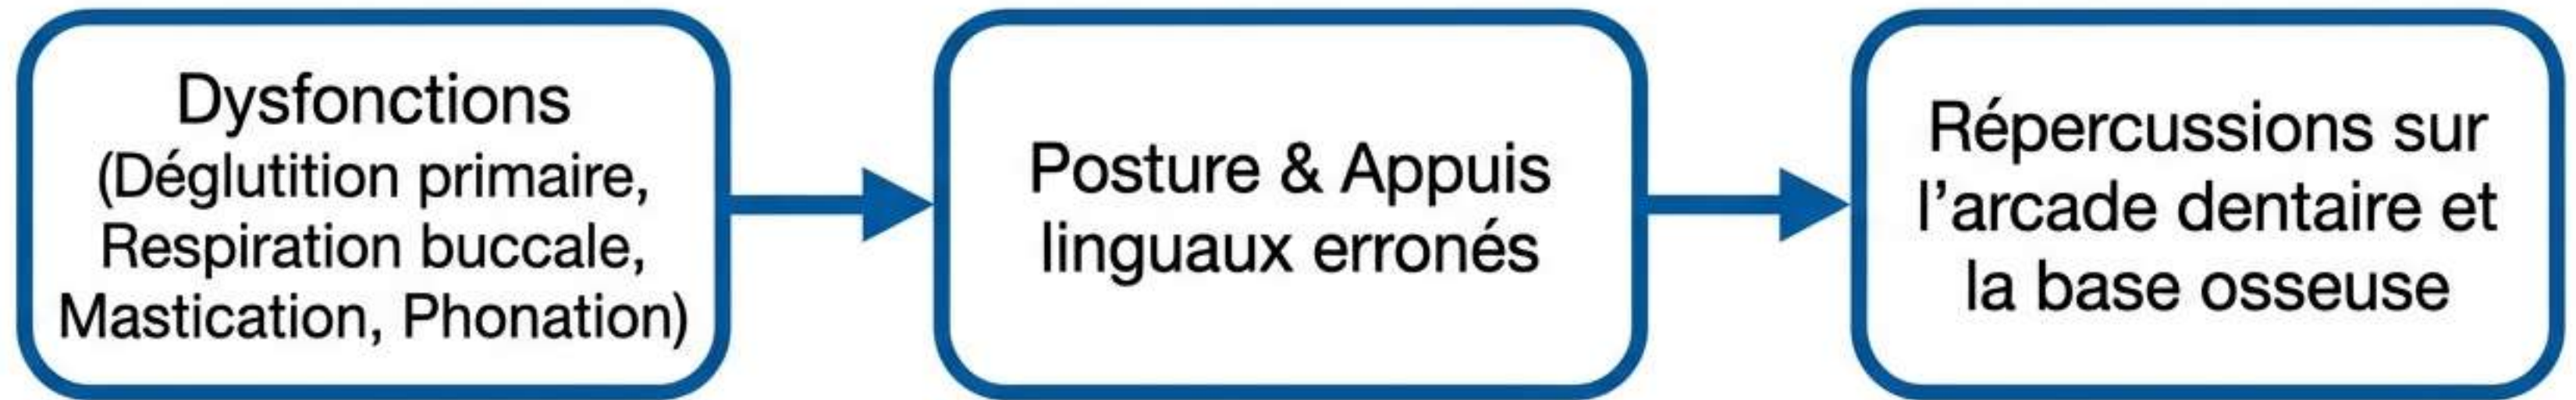 Dysfonctions
(Déglutition primaire,
Respiration buccale,
Mastication, Phonation)
Posture & Appuis
linguaux erronés
Répercussions sur
l’arcade dentaire et
la base osseuse